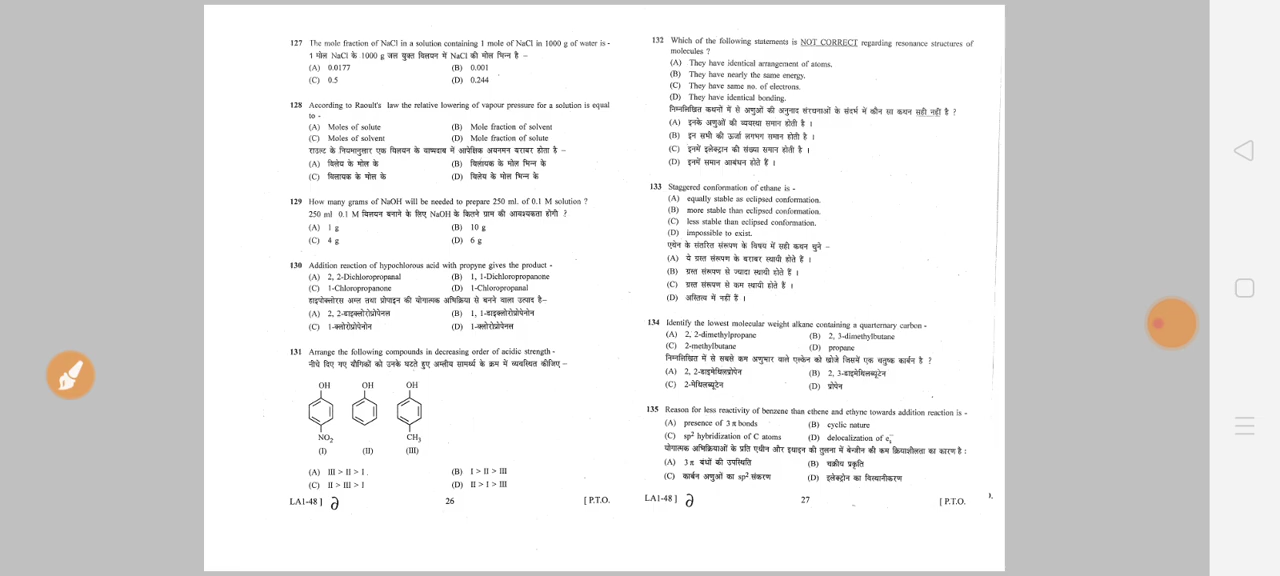 127 The mole fraction of NaCl in a solution containing 1 mole of NaCl in 1000 g of water is -
1 मोल NaCl के 1000 g जल युक्त विलयन में NaCl की मोल भिन्न है –
(A) 0.0177 (B) 0.001
(C) 0.5 (D) 0.244
128 According to Raoult's law the relative lowering of vapour pressure for a solution is equal
to -
(A) Moles of solute (B) Mole fraction of solvent
(C) Moles of solvent (D) Mole fraction of solute
राउल्ट के नियमानुसार एक विलयन के वाष्पदाब में आपेक्षिक अवनमन बराबर होता है –
(A) विलेय के मोल के (B) विलायक के मोल भिन्न के
(C) विलायक के मोल के (D) विलेय के मोल भिन्न के
129 How many grams of NaOH will be needed to prepare 250 ml. of 0.1 M solution ?
250 ml 0.1 M विलयन बनाने के लिए NaOH के कितने ग्राम की आवश्यकता होगी ?
(A) 1 g (B) 10 g
(C) 4 g (D) 6 g
130 Addition reaction of hypochlorous acid with propyne gives the product -
(A) 2, 2-Dichloropropanal (B) 1, 1-Dichloropropanone
(C) 1-Chloropropanone (D) 1-Chloropropanal
हाइपोक्लोरस अम्ल तथा प्रोपाइन की योगात्मक अभिक्रिया से बनने वाला उत्पाद है–
(A) 2, 2-डाइक्लोरोप्रोपेनल (B) 1, 1-डाइक्लोरोप्रोपेनोन
(C) 1-क्लोरोप्रोपेनोन (D) 1-क्लोरोप्रोपेनल
131 Arrange the following compounds in decreasing order of acidic strength -
नीचे दिए गए यौगिकों को उनके घटते हुए अम्लीय सामर्थ्य के क्रम में व्यवस्थित कीजिए –
OH OH OH
NO₂ CH₃
(I) (II) (III)
(A) III > II > I. (B) I > II > III
(C) II > III > I (D) II > I > III
LA1-48 ] 26 [ P.T.O.
132 Which of the following statements is NOT CORRECT regarding resonance structures of
molecules ?
(A) They have identical arrangement of atoms.
(B) They have nearly the same energy.
(C) They have same no. of electrons.
(D) They have identical bonding.
निम्नलिखित कथनों में से अणुओं की अनुनाद संरचनाओं के संदर्भ में कौन सा कथन सही नहीं है ?
(A) इनके अणुओं की व्यवस्था समान होती है ।
(B) इन सभी की ऊर्जा लगभग समान होती है ।
(C) इनमें इलेक्ट्रान की संख्या समान होती है ।
(D) इनमें समान आबंधन होते हैं ।
133 Staggered conformation of ethane is -
(A) equally stable as eclipsed conformation.
(B) more stable than eclipsed conformation.
(C) less stable than eclipsed conformation.
(D) impossible to exist.
एथेन के सांतरित संरूपण के विषय में सही कथन चुने –
(A) ये ग्रस्त संरूपण के बराबर स्थायी होते हैं ।
(B) ग्रस्त संरूपण से ज्यादा स्थायी होते हैं ।
(C) ग्रस्त संरूपण से कम स्थायी होते हैं ।
(D) अस्तित्व में नहीं हैं ।
134 Identify the lowest molecular weight alkane containing a quarternary carbon -
(A) 2, 2-dimethylpropane (B) 2, 3-dimethylbutane
(C) 2-methylbutane (D) propane
निम्नलिखित में से सबसे कम अणुभार वाले एल्केन को खोजे जिसमें एक चतुष्क कार्बन है ?
(A) 2, 2-डाइमेथिलप्रोपेन (B) 2, 3-डाइमेथिलब्यूटेन
(C) 2-मेथिलब्यूटेन (D) प्रोपेन
135 Reason for less reactivity of benzene than ethene and ethyne towards addition reaction is -
(A) presence of 3 π bonds (B) cyclic nature
(C) sp² hybridization of C atoms (D) delocalization of
योगात्मक अभिक्रियाओं के प्रति एथीन और इथाइन की तुलना में बेन्जीन की कम क्रियाशीलता का कारण है :
(A) 3 π बंधों की उपस्थिति (B) चक्रीय प्रकृति
(C) कार्बन अणुओं का sp² संकरण (D) इलेक्ट्रोन का विस्थानीकरण
LA1-48 ] 27 [ P.T.O.